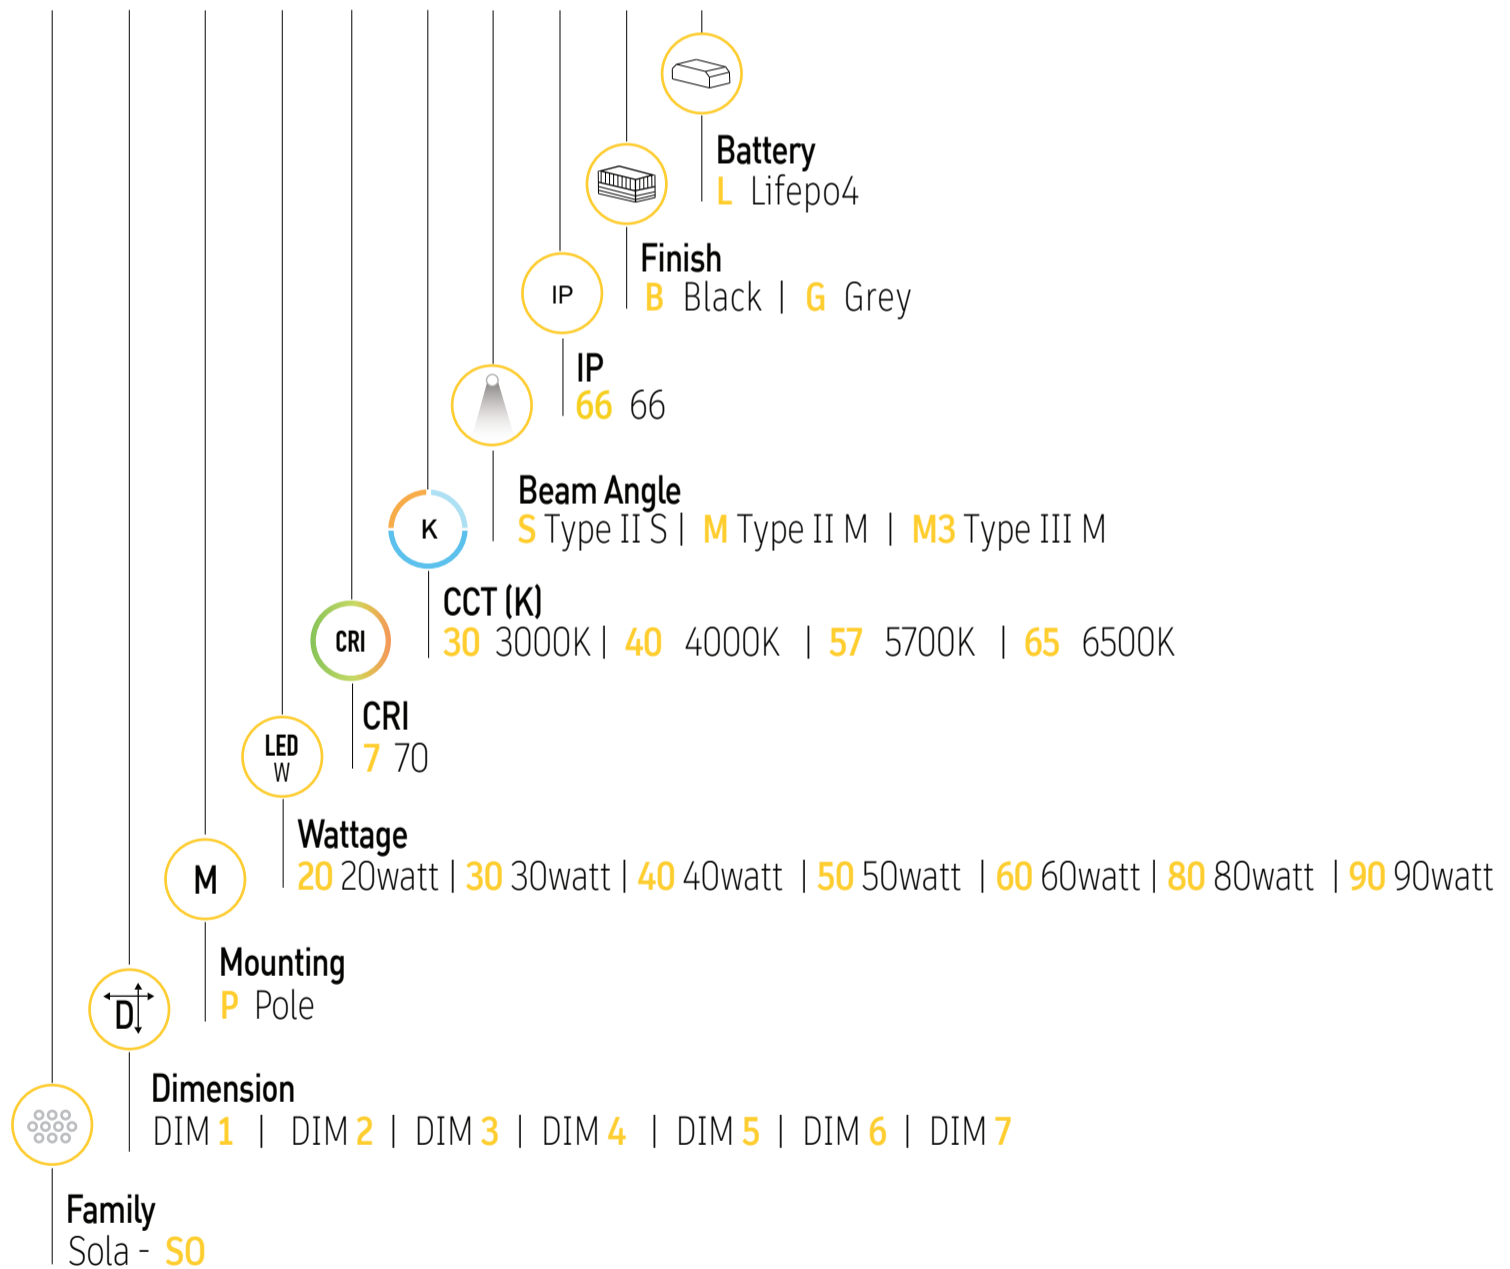 Battery
L Lifepo4
Finish
B Black | G Grey
IP
IP
66 66
Beam Angle
S Type II S | M Type II M | M3 Type III M
K
CCT (K)
30 3000K | 40 4000K | 57 5700K | 65 6500K
CRI
CRI
7 70
LED
W
Wattage
20 20watt | 30 30watt | 40 40watt | 50 50watt | 60 60watt | 80 80watt | 90 90watt
M
Mounting
P Pole
D
Dimension
DIM 1 | DIM 2 | DIM 3 | DIM 4 | DIM 5 | DIM 6 | DIM 7
Family
Sola - SO